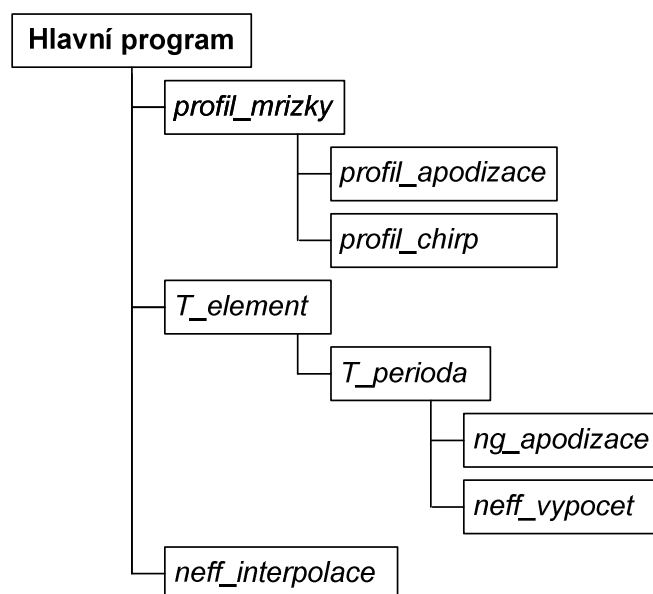 Hlavní program
profil_mrizky
profil_apodizace
profil_chirp
T_element
T_perioda
ng_apodizace
neff_vypocet
neff_interpolace